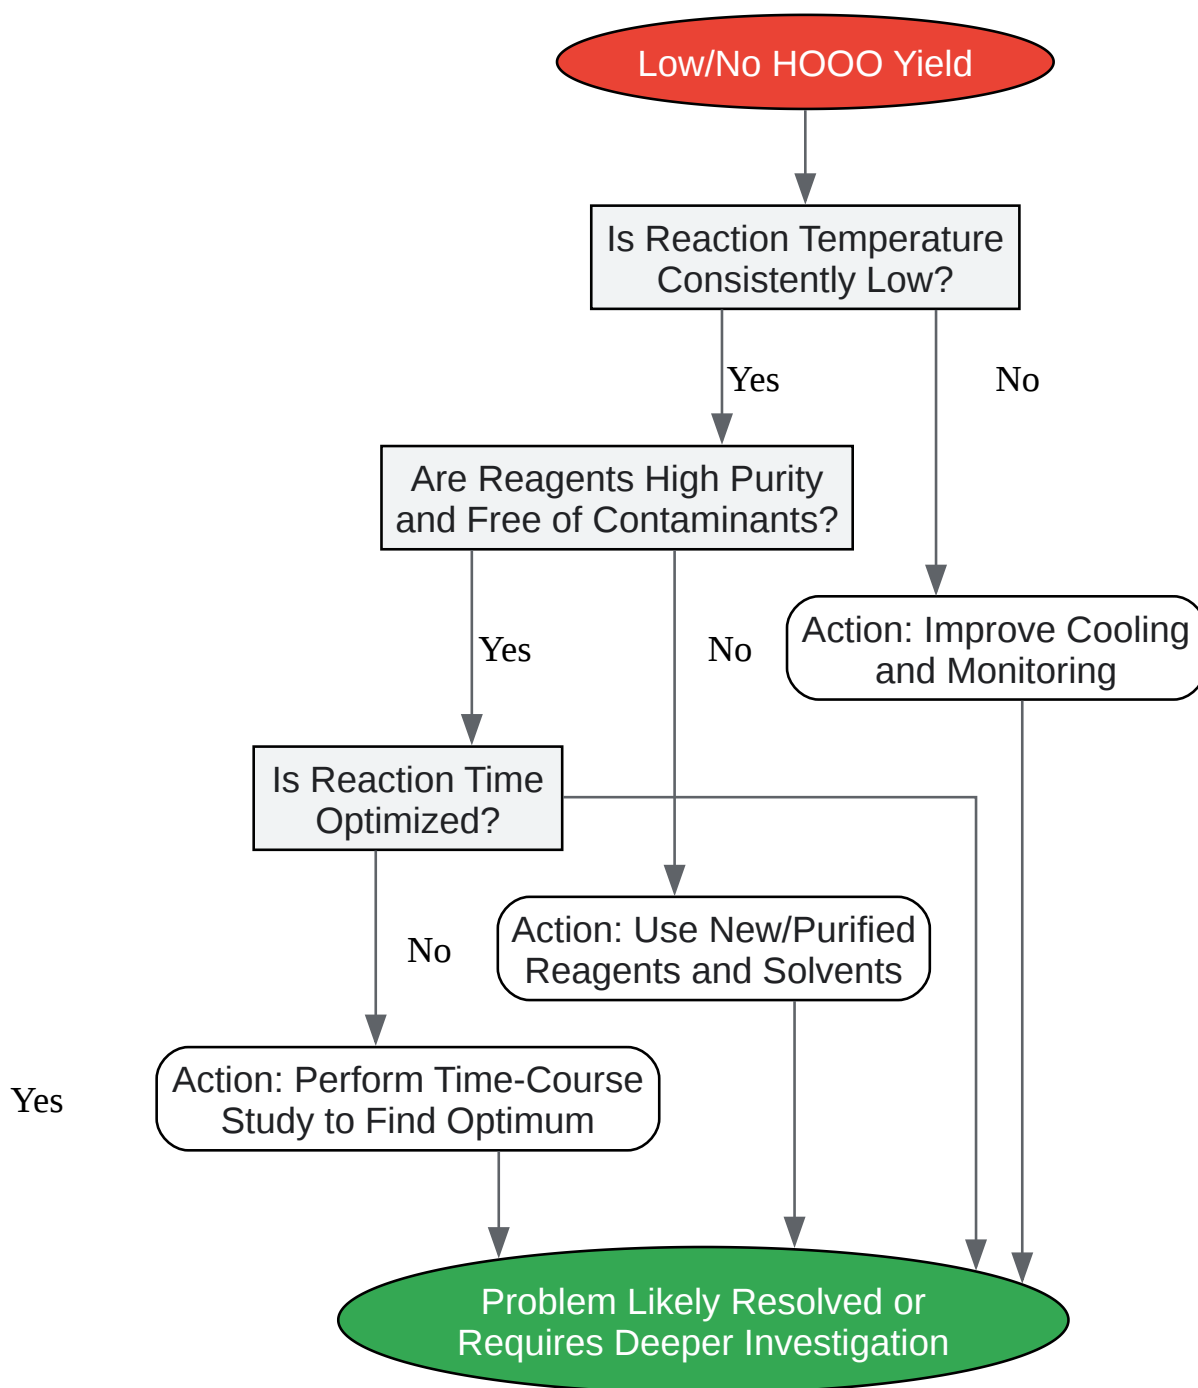 Low/No HOOO Yield
Is Reaction Temperature
Consistently Low?
Yes
No
Are Reagents High Purity
and Free of Contaminants?
Action: Improve Cooling
and Monitoring
Yes
No
Is Reaction Time
Optimized?
Action: Use New/Purified
Reagents and Solvents
No
Action: Perform Time-Course
Study to Find Optimum
Yes
Problem Likely Resolved or
Requires Deeper Investigation